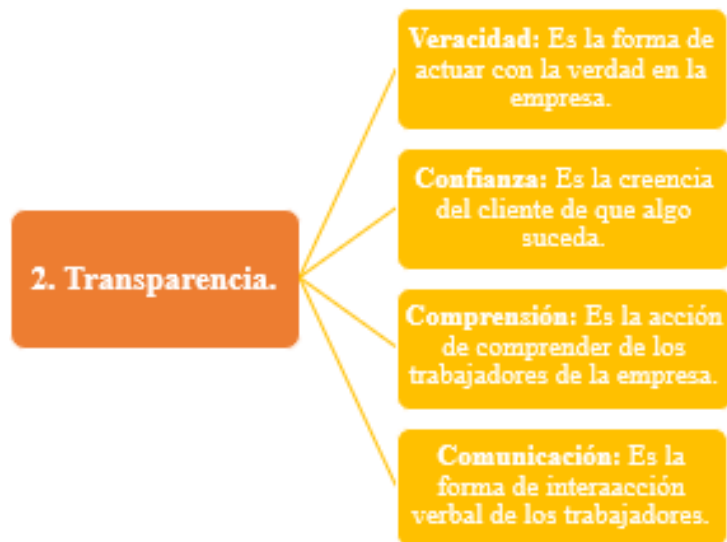 2. Transparencia.
Veracidad: Es la forma de
actuar con la verdad en la
empresa.
Confianza: Es la creencia
del cliente de que algo
suceda.
Comprensión: Es la acción
de comprender de los
trabajadores de la empresa.
Comunicación: Es la
forma de interaacción
verbal de los trabajadores.